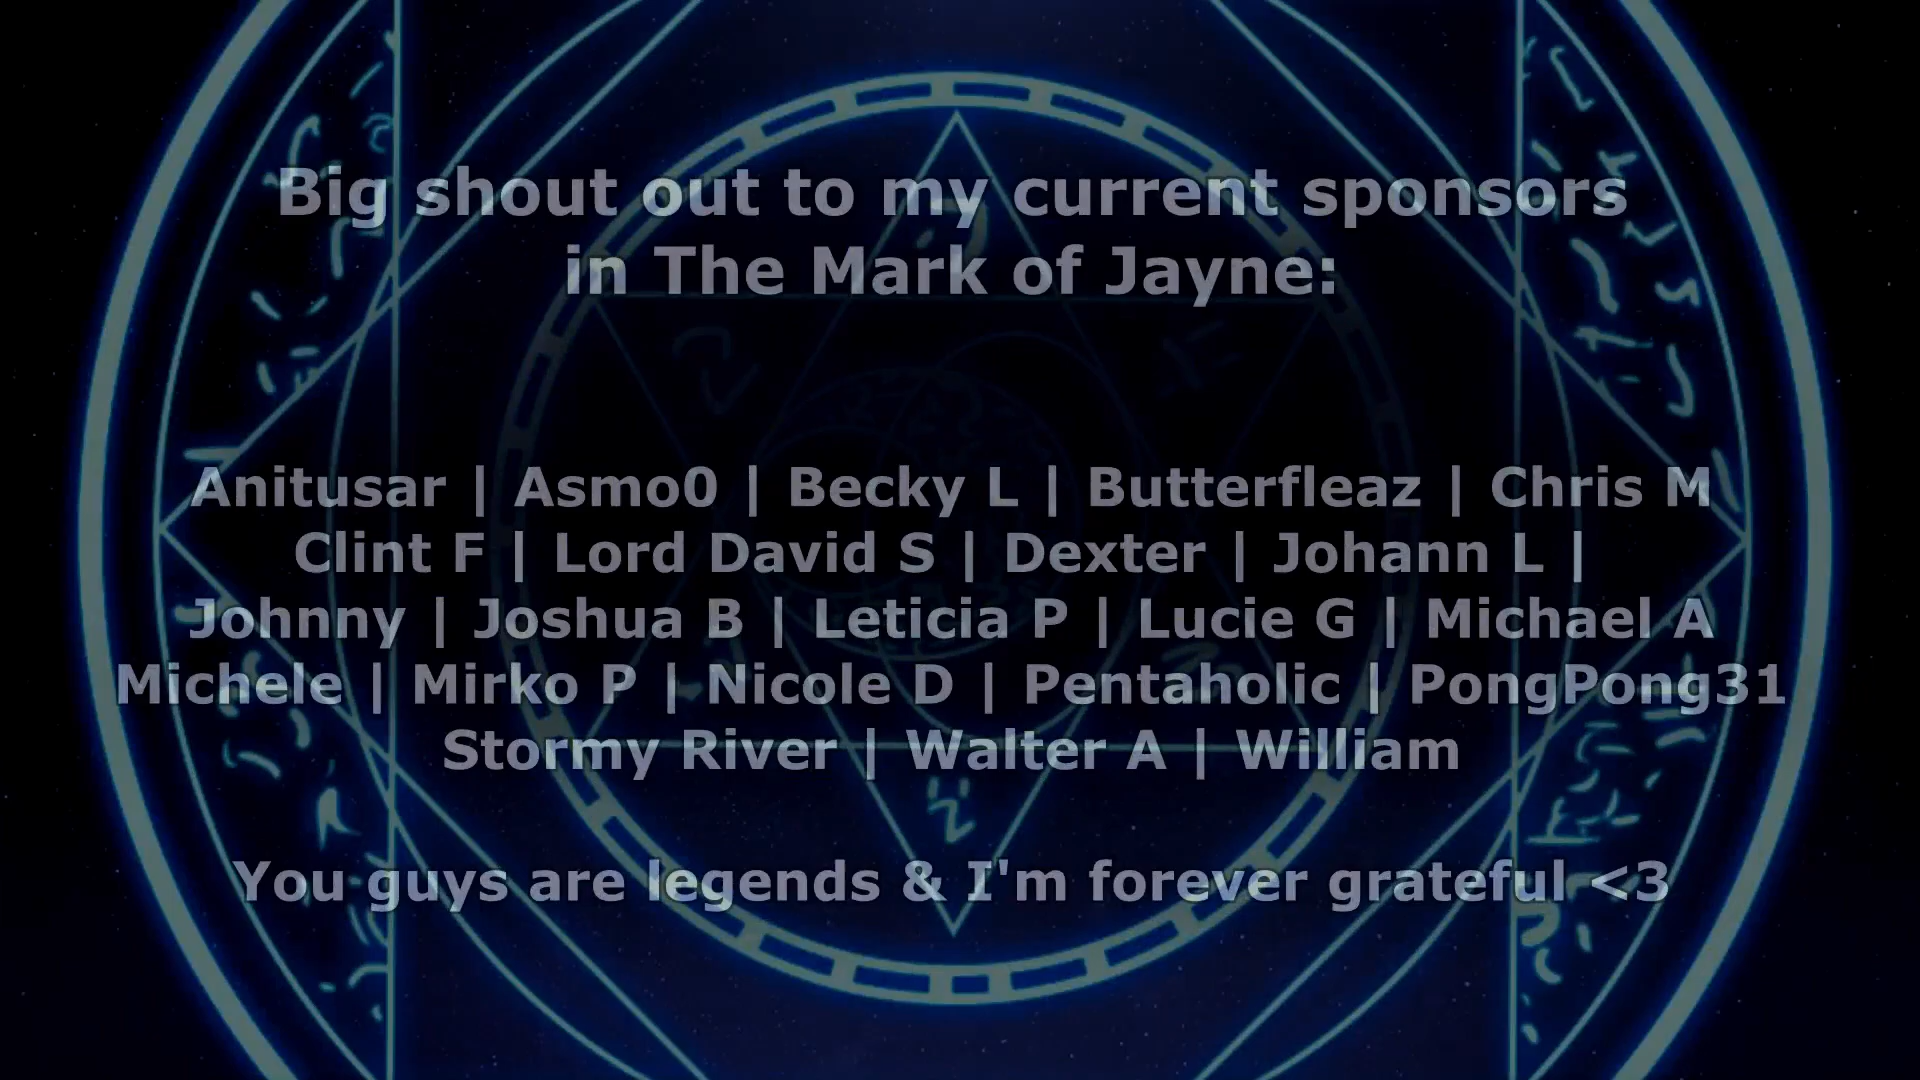 Big shout out to my current sponsors
in The Mark of Jayne:
Anitusar | Asmo0 | Becky L | Butterfleaz | Chris M
Clint F | Lord David S | Dexter | Johann L |
Johnny | Joshua B | Leticia P | Lucie G | Michael A
Michele | Mirko P | Nicole D | Pentaholic | PongPong31
Stormy River | Walter A | William
You guys are legends & I'm forever grateful <3